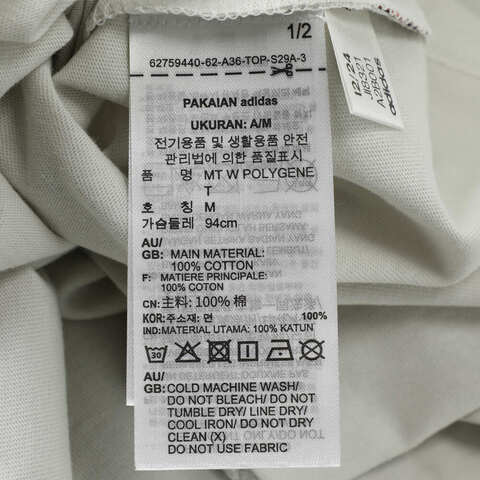 1/2
62759440-62-A36-TOP-S29A-3
PAKAIAN adidas
UKURAN: A/M
전기용품 및 생활용품 안전
관리법에 의한 품질표시
품 명 MT W POLYGENE
T
호 칭 M
가슴둘레 94cm
AU/
GB: MAIN MATERIAL:
100% COTTON
F: MATIERE PRINCIPALE:
100% COTON
CN: 主料: 100% 棉
KOR: 주소재: 면 100%
IND: MATERIAL UTAMA: 100% KATUN
30
AU/
GB: COLD MACHINE WASH/
DO NOT BLEACH/ DO NOT
TUMBLE DRY/ LINE DRY/
COOL IRON/ DO NOT DRY
CLEAN (X)
DO NOT USE FABRIC
12/24
adidas